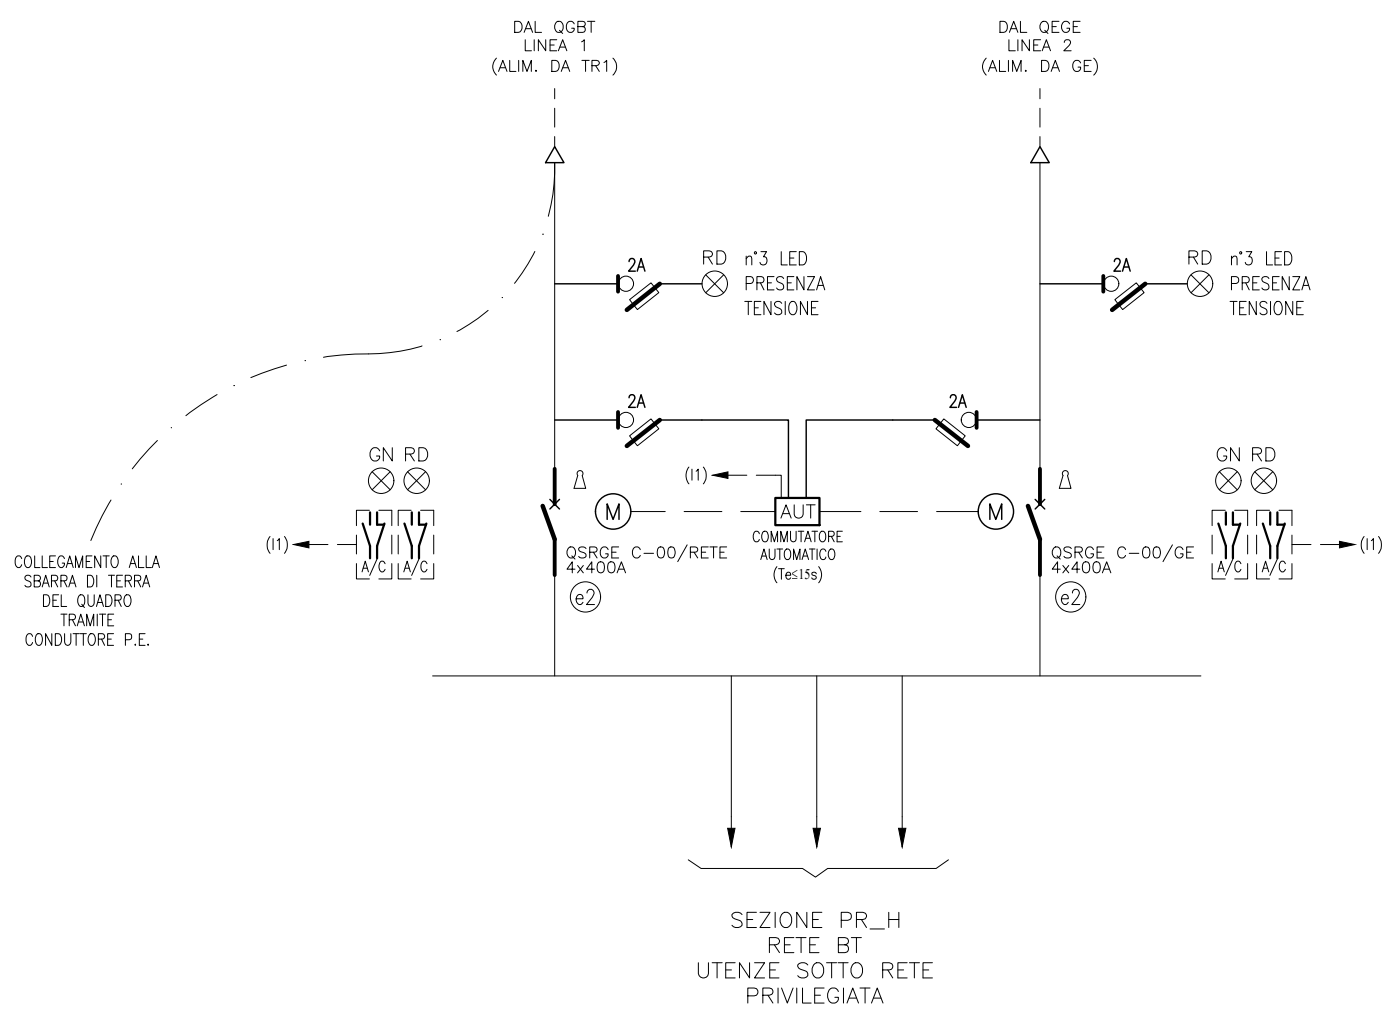 DAL QGBT
LINEA 1
(ALIM. DA TR1)
DAL QEGE
LINEA 2
(ALIM. DA GE)
2A
RD
n°3 LED
PRESENZA
TENSIONE
2A
RD
n°3 LED
PRESENZA
TENSIONE
2A
2A
GN RD
(I1)
GN RD
M
AUT
M
COMMUTATORE
AUTOMATICO
(Te≤15s)
(I1)
A/C
A/C
QSRGE C-00/RETE
4x400A
e2
QSRGE C-00/GE
4x400A
e2
A/C
A/C
(I1)
COLLEGAMENTO ALLA
SBARRA DI TERRA
DEL QUADRO
TRAMITE
CONDUTTORE P.E.
SEZIONE PR_H
RETE BT
UTENZE SOTTO RETE
PRIVILEGIATA